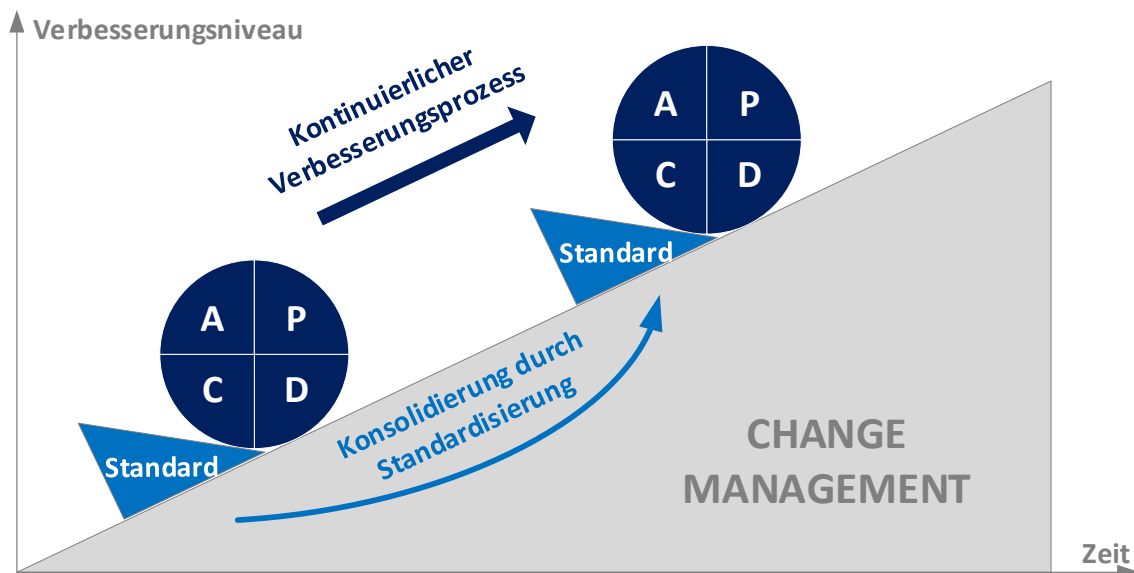 Verbesserungsniveau
Kontinuierlicher
Verbesserungsprozess
A P
C D
Standard
A P
C D
Standard
Konsolidierung durch
Standardisierung
CHANGE
MANAGEMENT
Zeit